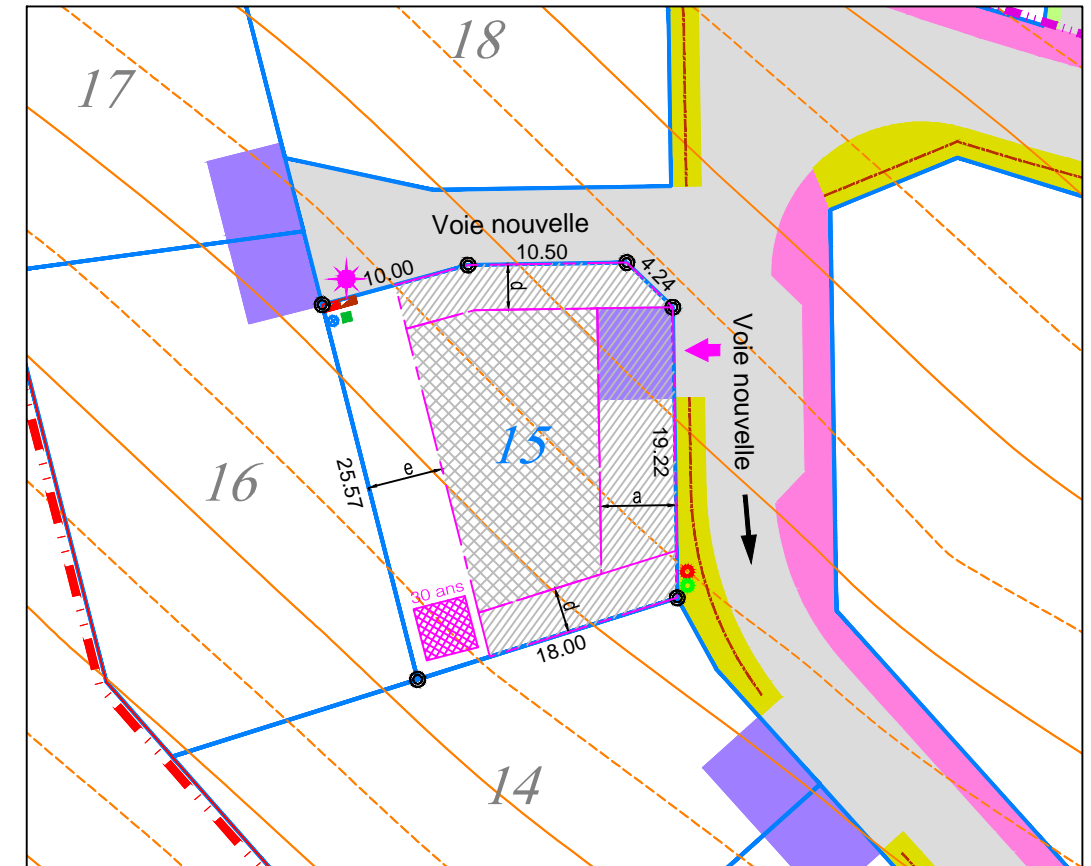 18
17
Voie nouvelle
10.50
10.00
4.24
d
Voie nouvelle
15
19.22
16
25.57
e
a
30 ans
d
18.00
14